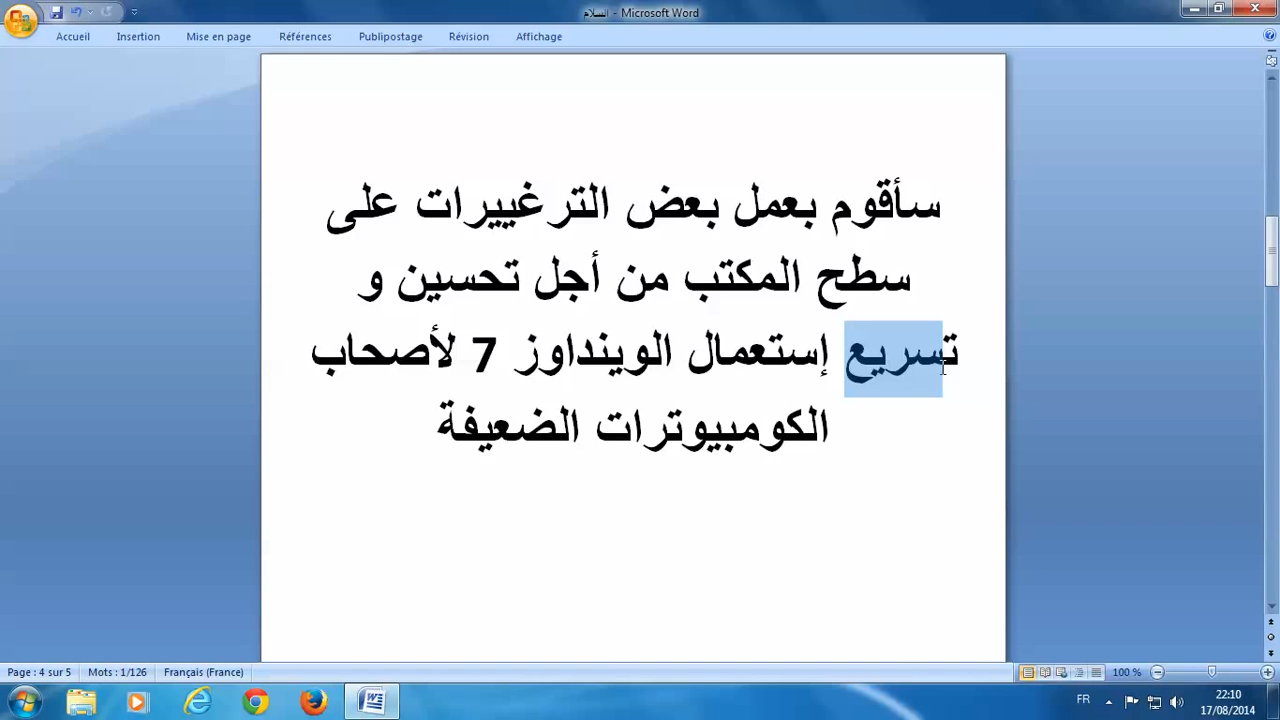 السلام - Microsoft Word
Accueil Insertion Mise en page Références Publipostage Révision Affichage
سأقوم بعمل بعض الترغييرات على
سطح المكتب من أجل تحسين و
تسريع إستعمال الوينداوز 7 لأصحاب
الكومبيوترات الضعيفة
Page : 4 sur 5 Mots : 1/126 Français (France) 100 %
FR 22:10
17/08/2014